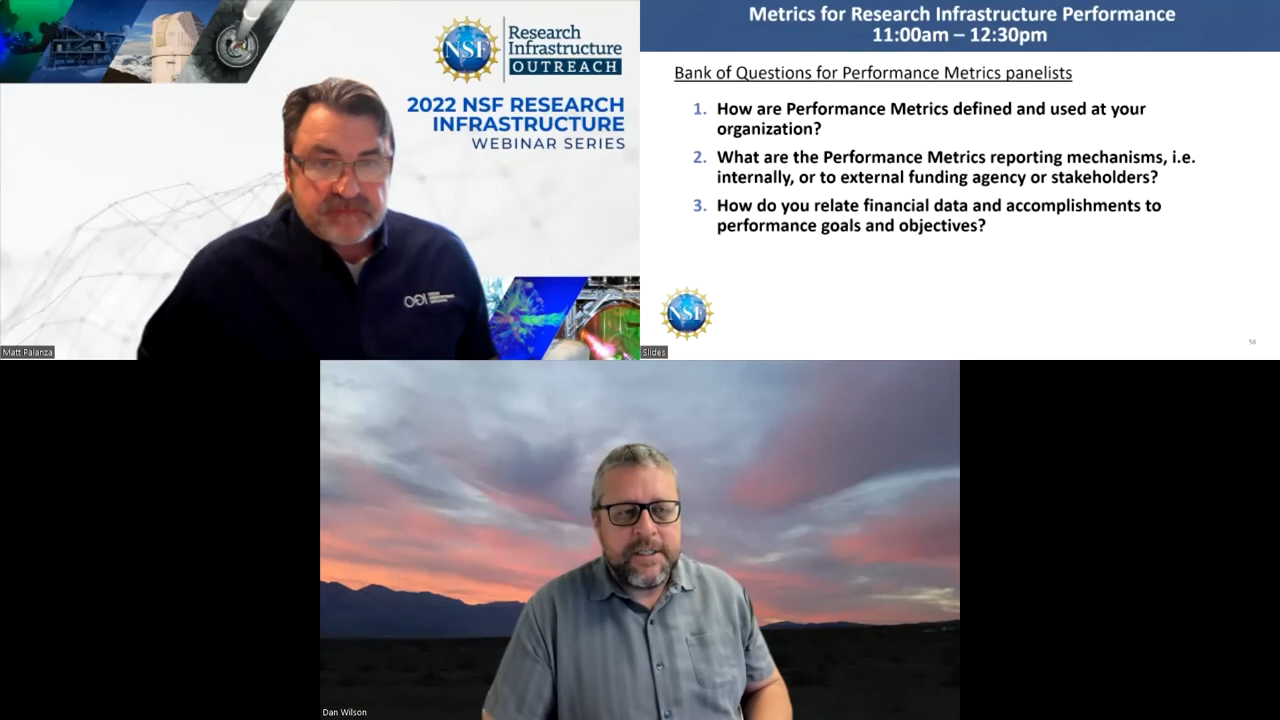 NSF
Research
Infrastructure
OUTREACH
2022 NSF RESEARCH
INFRASTRUCTURE
WEBINAR SERIES
OOI
Matt Palanza
Metrics for Research Infrastructure Performance
11:00am – 12:30pm
Bank of Questions for Performance Metrics panelists
1. How are Performance Metrics defined and used at your
organization?
2. What are the Performance Metrics reporting mechanisms, i.e.
internally, or to external funding agency or stakeholders?
3. How do you relate financial data and accomplishments to
performance goals and objectives?
NSF
56
Slides
Dan Wilson